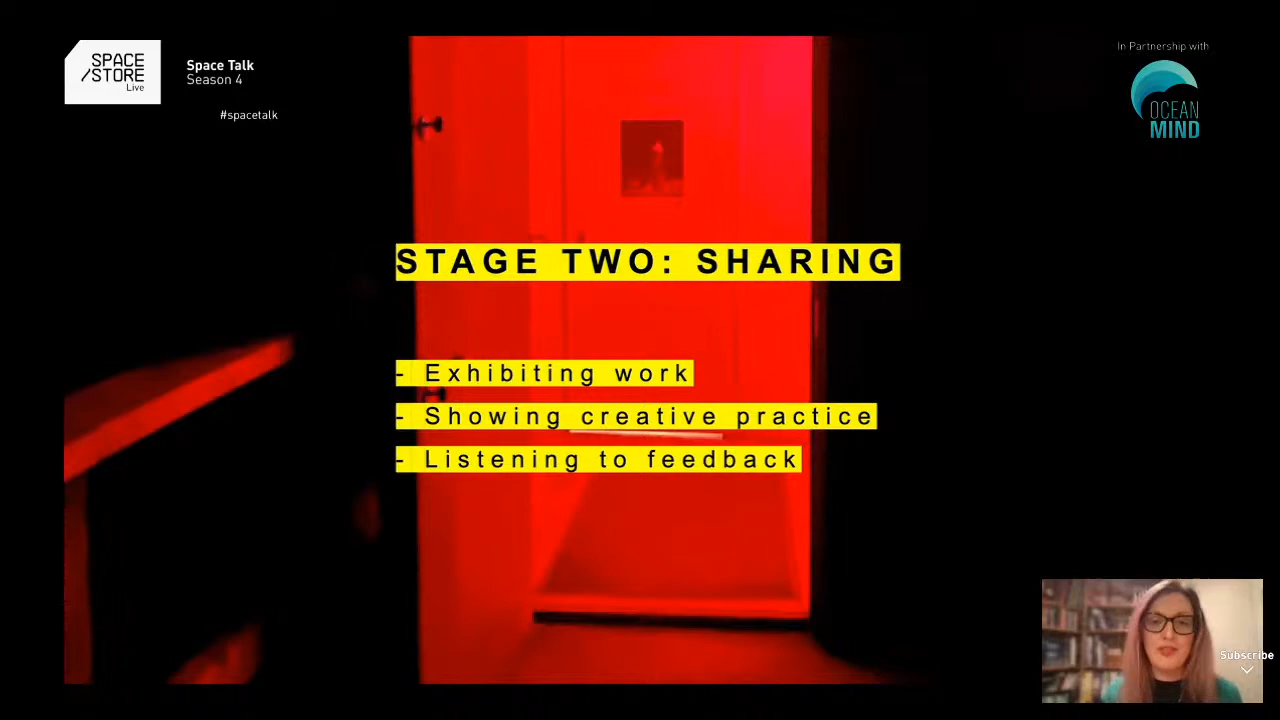 SPACE
/STORE
Live
Space Talk
Season 4
#spacetalk
In Partnership with
OCEAN
MIND
STAGE TWO: SHARING
- Exhibiting work
- Showing creative practice
- Listening to feedback
Subscribe